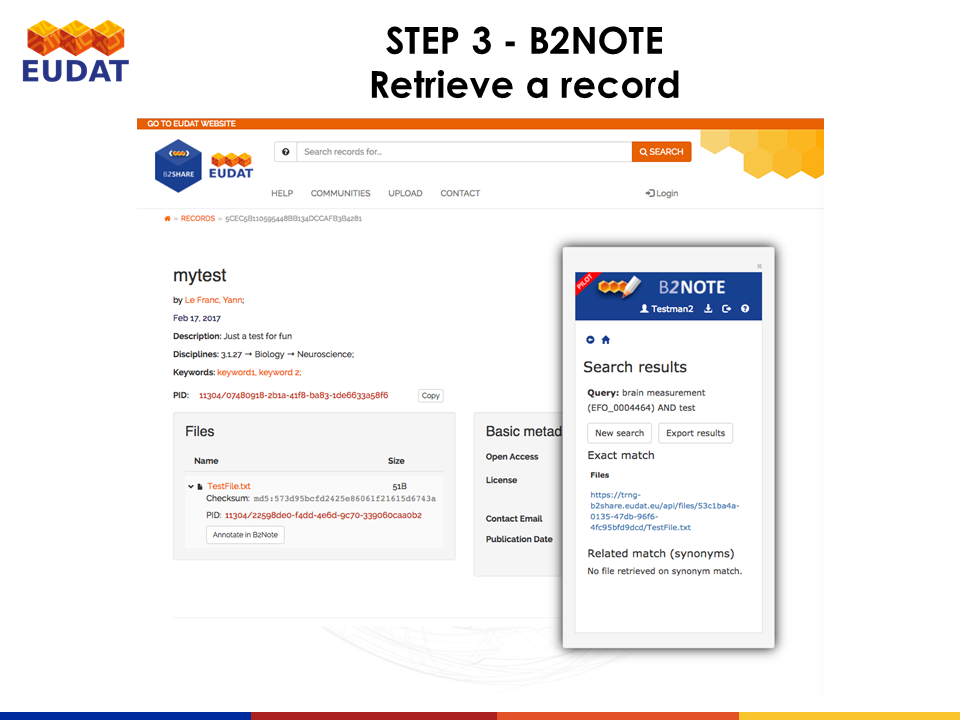 EUDAT
STEP 3 - B2NOTE
Retrieve a record
GO TO EUDAT WEBSITE
B2SHARE
EUDAT
Search records for...
SEARCH
HELP
COMMUNITIES
UPLOAD
CONTACT
Login
» RECORDS » 5CEC5B110595448BB134DCCAFB3B4281
mytest
by Le Franc, Yann;
Feb 17, 2017
Description: Just a test for fun
Disciplines: 3.1.27 → Biology → Neuroscience;
Keywords: keyword1, keyword 2;
PID: 11304/07480918-2b1a-41f8-ba83-1de6633a58f6
Copy
Files
Name Size
TestFile.txt 51B
Checksum: md5:573d95bcfd2425e86061f21615d6743a
PID: 11304/22598de0-f4dd-4e6d-9c70-339060caa0b2
Annotate in B2Note
Basic metad
Open Access
License
Contact Email
Publication Date
×
PILOT
B2NOTE
Testman2
Search results
Query: brain measurement
(EFO_0004464) AND test
New search
Export results
Exact match
Files
https://trng-
b2share.eudat.eu/api/files/53c1ba4a-
0135-47db-96f6-
4fc95bfd9dcd/TestFile.txt
Related match (synonyms)
No file retrieved on synonym match.